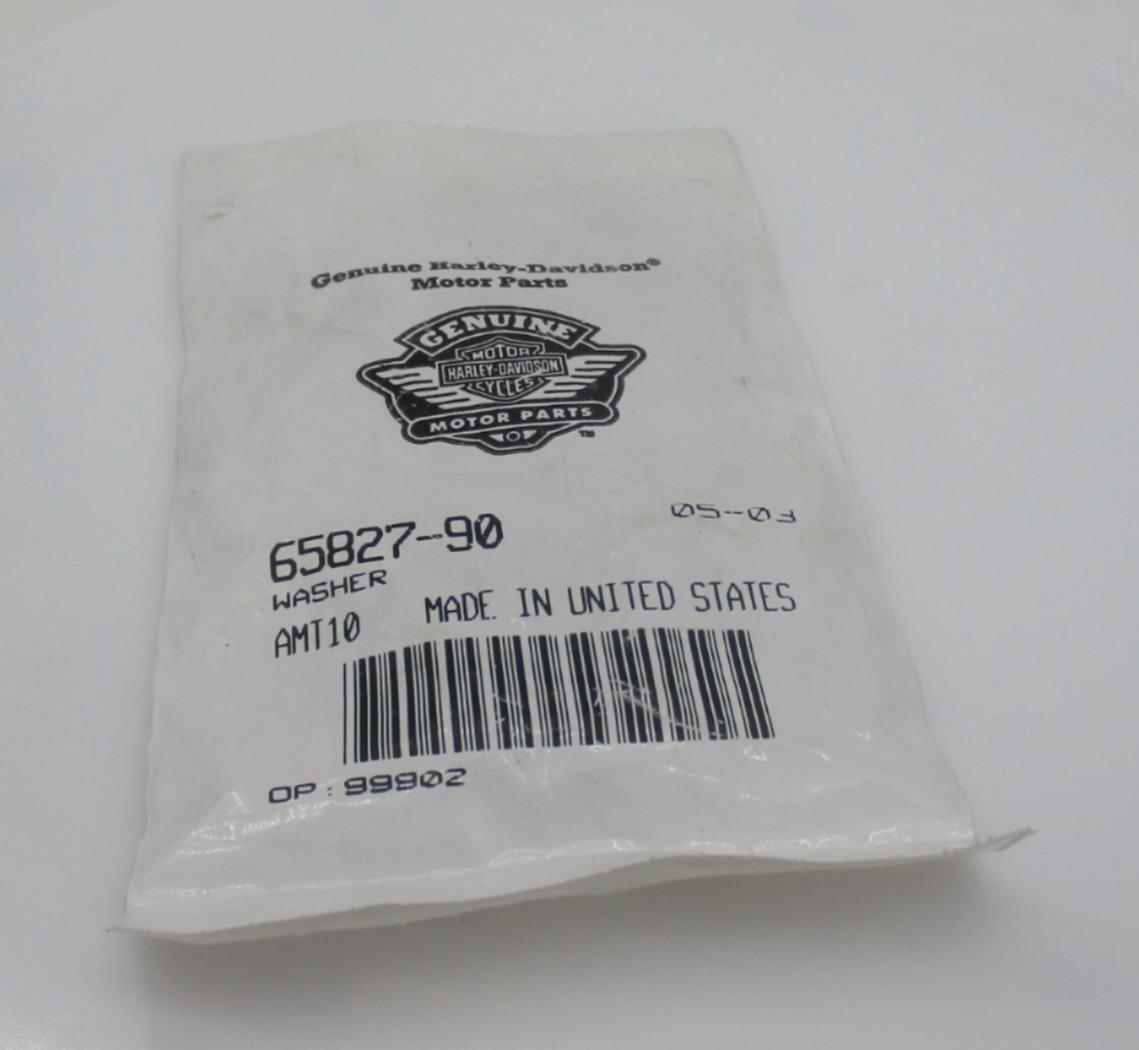 Genuine Harley-Davidson®
Motor Parts
GENUINE
MOTOR
HARLEY-DAVIDSON
CYCLES
MOTOR PARTS
TM
05-03
65827-90
WASHER
AMT10 MADE IN UNITED STATES
OP: 99902